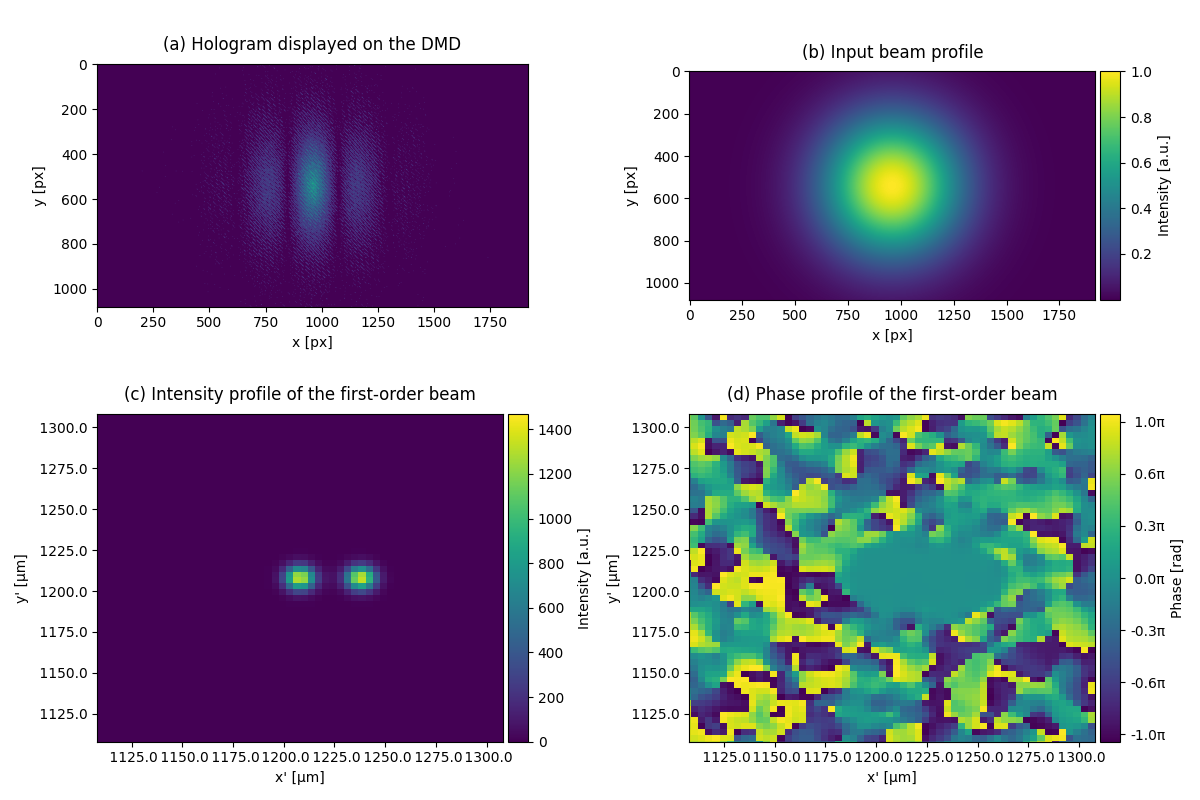 (a) Hologram displayed on the DMD
0
200
400
600
800
1000
y [px]
0 250 500 750 1000 1250 1500 1750
x [px]
(b) Input beam profile
0
200
400
600
800
1000
y [px]
0 250 500 750 1000 1250 1500 1750
x [px]
1.0
0.8
0.6
0.4
0.2
Intensity [a.u.]
(c) Intensity profile of the first-order beam
1300.0
1275.0
1250.0
1225.0
1200.0
1175.0
1150.0
1125.0
y' [µm]
1125.0 1150.0 1175.0 1200.0 1225.0 1250.0 1275.0 1300.0
x' [µm]
1400
1200
1000
800
600
400
200
0
Intensity [a.u.]
(d) Phase profile of the first-order beam
1300.0
1275.0
1250.0
1225.0
1200.0
1175.0
1150.0
1125.0
y' [µm]
1125.0 1150.0 1175.0 1200.0 1225.0 1250.0 1275.0 1300.0
x' [µm]
1.0π
0.6π
0.3π
0.0π
-0.3π
-0.6π
-1.0π
Phase [rad]